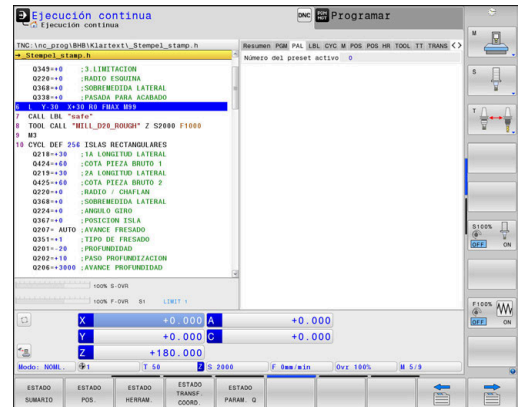 Ejecución continua
Ejecución continua
DNC
Programar
TNC:\nc_prog\BHB\Klartext\_Stempel_stamp.h
→_Stempel_stamp.h
Q349=+0 ;3.LIMITACION
Q220=+0 ;RADIO ESQUINA
Q368=+0 ;SOBREMEDIDA LATERAL
Q338=+0 ;PASADA PARA ACABADO
6 L Y-30 X+30 R0 FMAX M99
7 CALL LBL "safe"
8 TOOL CALL "MILL_D20_ROUGH" Z S2000 F1000
9 M3
10 CYCL DEF 256 ISLAS RECTANGULARES
Q218=+30 ;1A LONGITUD LATERAL
Q424=+60 ;COTA PIEZA BRUTO 1
Q219=+30 ;2A LONGITUD LATERAL
Q425=+60 ;COTA PIEZA BRUTO 2
Q220=+0 ;RADIO / CHAFLAN
Q368=+0 ;SOBREMEDIDA LATERAL
Q224=+0 ;ANGULO GIRO
Q367=+0 ;POSICION ISLA
Q207= AUTO ;AVANCE FRESADO
Q351=+1 ;TIPO DE FRESADO
Q201=-20 ;PROFUNDIDAD
Q202=+10 ;PASO PROFUNDIZACION
Q206=+3000 ;AVANCE PROFUNDIDAD
Resumen PGM PAL LBL CYC M POS POS HR TOOL TT TRANS
Número del preset activo 0
100% S-OVR
100% F-OVR S1 LIMIT 1
X +0.000 A +0.000
Y +0.000 C +0.000
Z +180.000
Modo: NOML. 1 T 50 Z S 2000 F 0mm/min Ovr 100% M 5/9
ESTADO SUMARIO
ESTADO POS.
ESTADO HERRAM.
ESTADO TRANSF. COORD.
ESTADO PARAM. Q
M
S
T
S100%
OFF ON
F100%
OFF ON